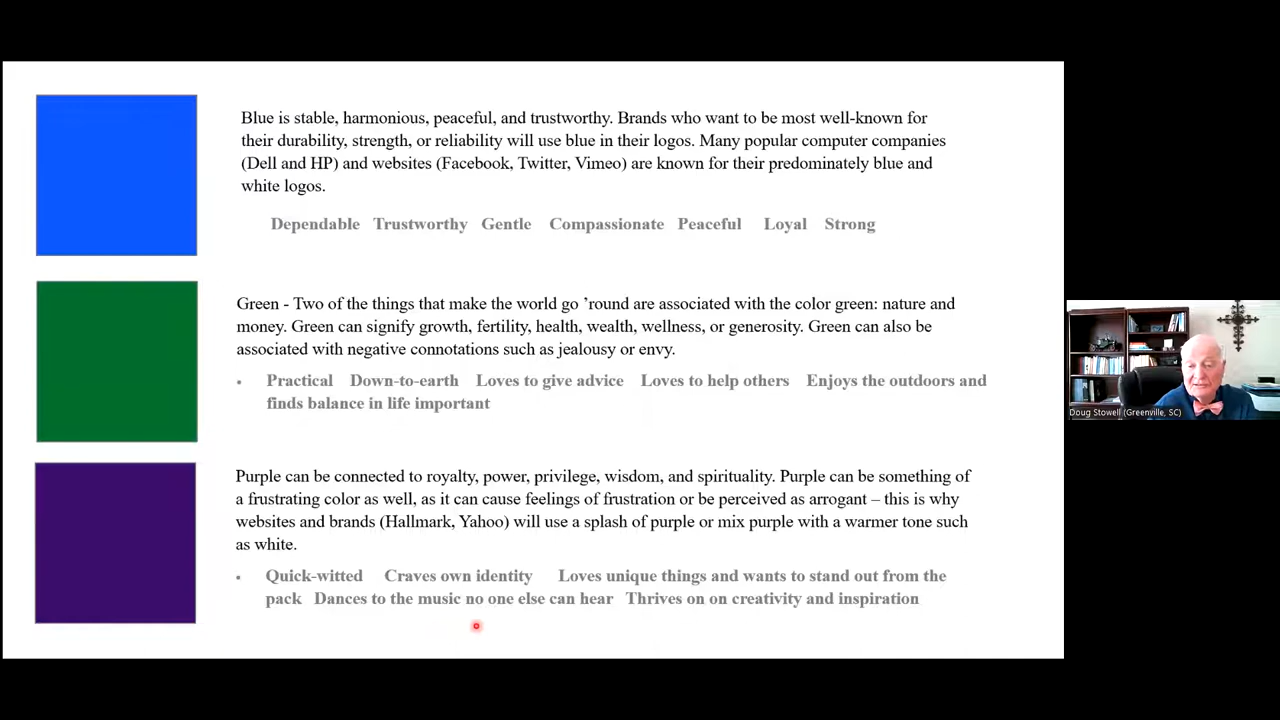 Blue is stable, harmonious, peaceful, and trustworthy. Brands who want to be most well-known for
their durability, strength, or reliability will use blue in their logos. Many popular computer companies
(Dell and HP) and websites (Facebook, Twitter, Vimeo) are known for their predominately blue and
white logos.
Dependable Trustworthy Gentle Compassionate Peaceful Loyal Strong
Green - Two of the things that make the world go ’round are associated with the color green: nature and
money. Green can signify growth, fertility, health, wealth, wellness, or generosity. Green can also be
associated with negative connotations such as jealousy or envy.
• Practical Down-to-earth Loves to give advice Loves to help others Enjoys the outdoors and
finds balance in life important
Purple can be connected to royalty, power, privilege, wisdom, and spirituality. Purple can be something of
a frustrating color as well, as it can cause feelings of frustration or be perceived as arrogant – this is why
websites and brands (Hallmark, Yahoo) will use a splash of purple or mix purple with a warmer tone such
as white.
• Quick-witted Craves own identity Loves unique things and wants to stand out from the
pack Dances to the music no one else can hear Thrives on on creativity and inspiration
Doug Stowell (Greenville, SC)